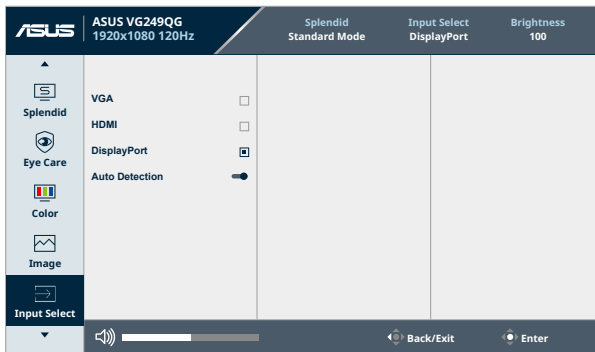 ASUS
ASUS VG249QG
1920x1080 120Hz
Splendid
Standard Mode
Input Select
DisplayPort
Brightness
100
Splendid
Eye Care
Color
Image
Input Select
VGA
HDMI
DisplayPort
Auto Detection
Back/Exit
Enter